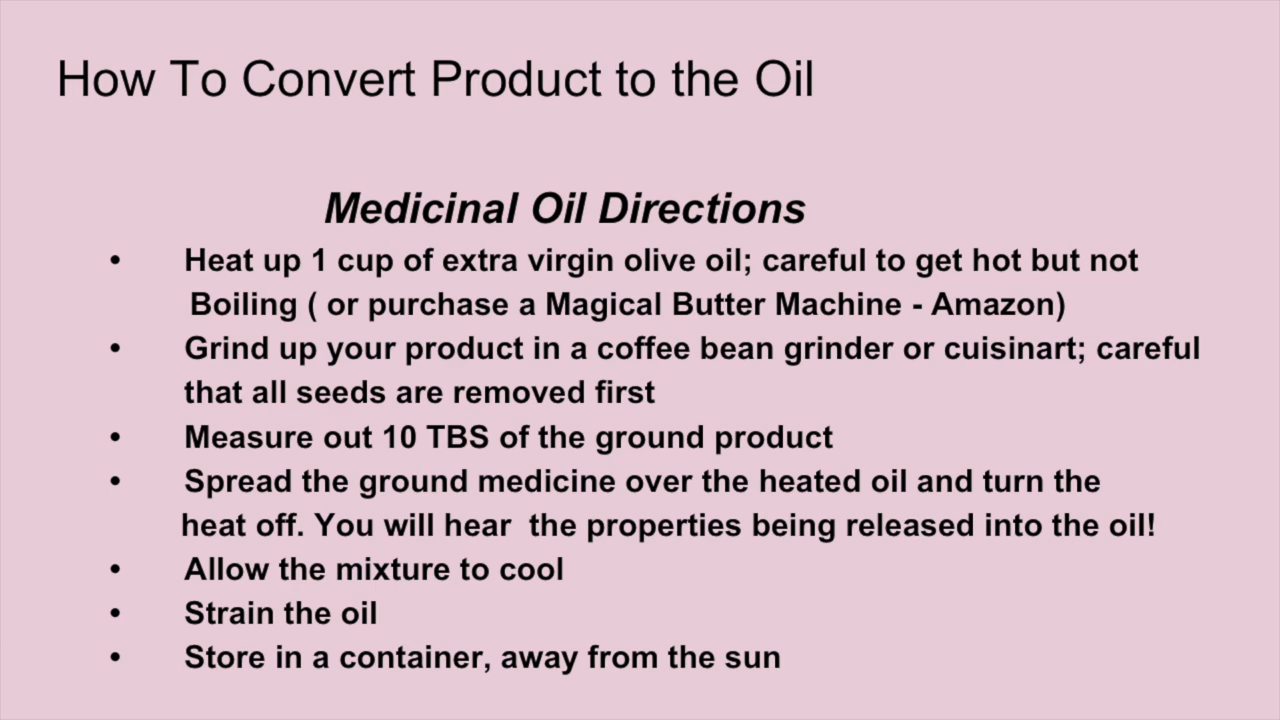 How To Convert Product to the Oil
Medicinal Oil Directions
• Heat up 1 cup of extra virgin olive oil; careful to get hot but not
Boiling ( or purchase a Magical Butter Machine - Amazon)
• Grind up your product in a coffee bean grinder or cuisinart; careful
that all seeds are removed first
• Measure out 10 TBS of the ground product
• Spread the ground medicine over the heated oil and turn the
heat off. You will hear the properties being released into the oil!
• Allow the mixture to cool
• Strain the oil
• Store in a container, away from the sun